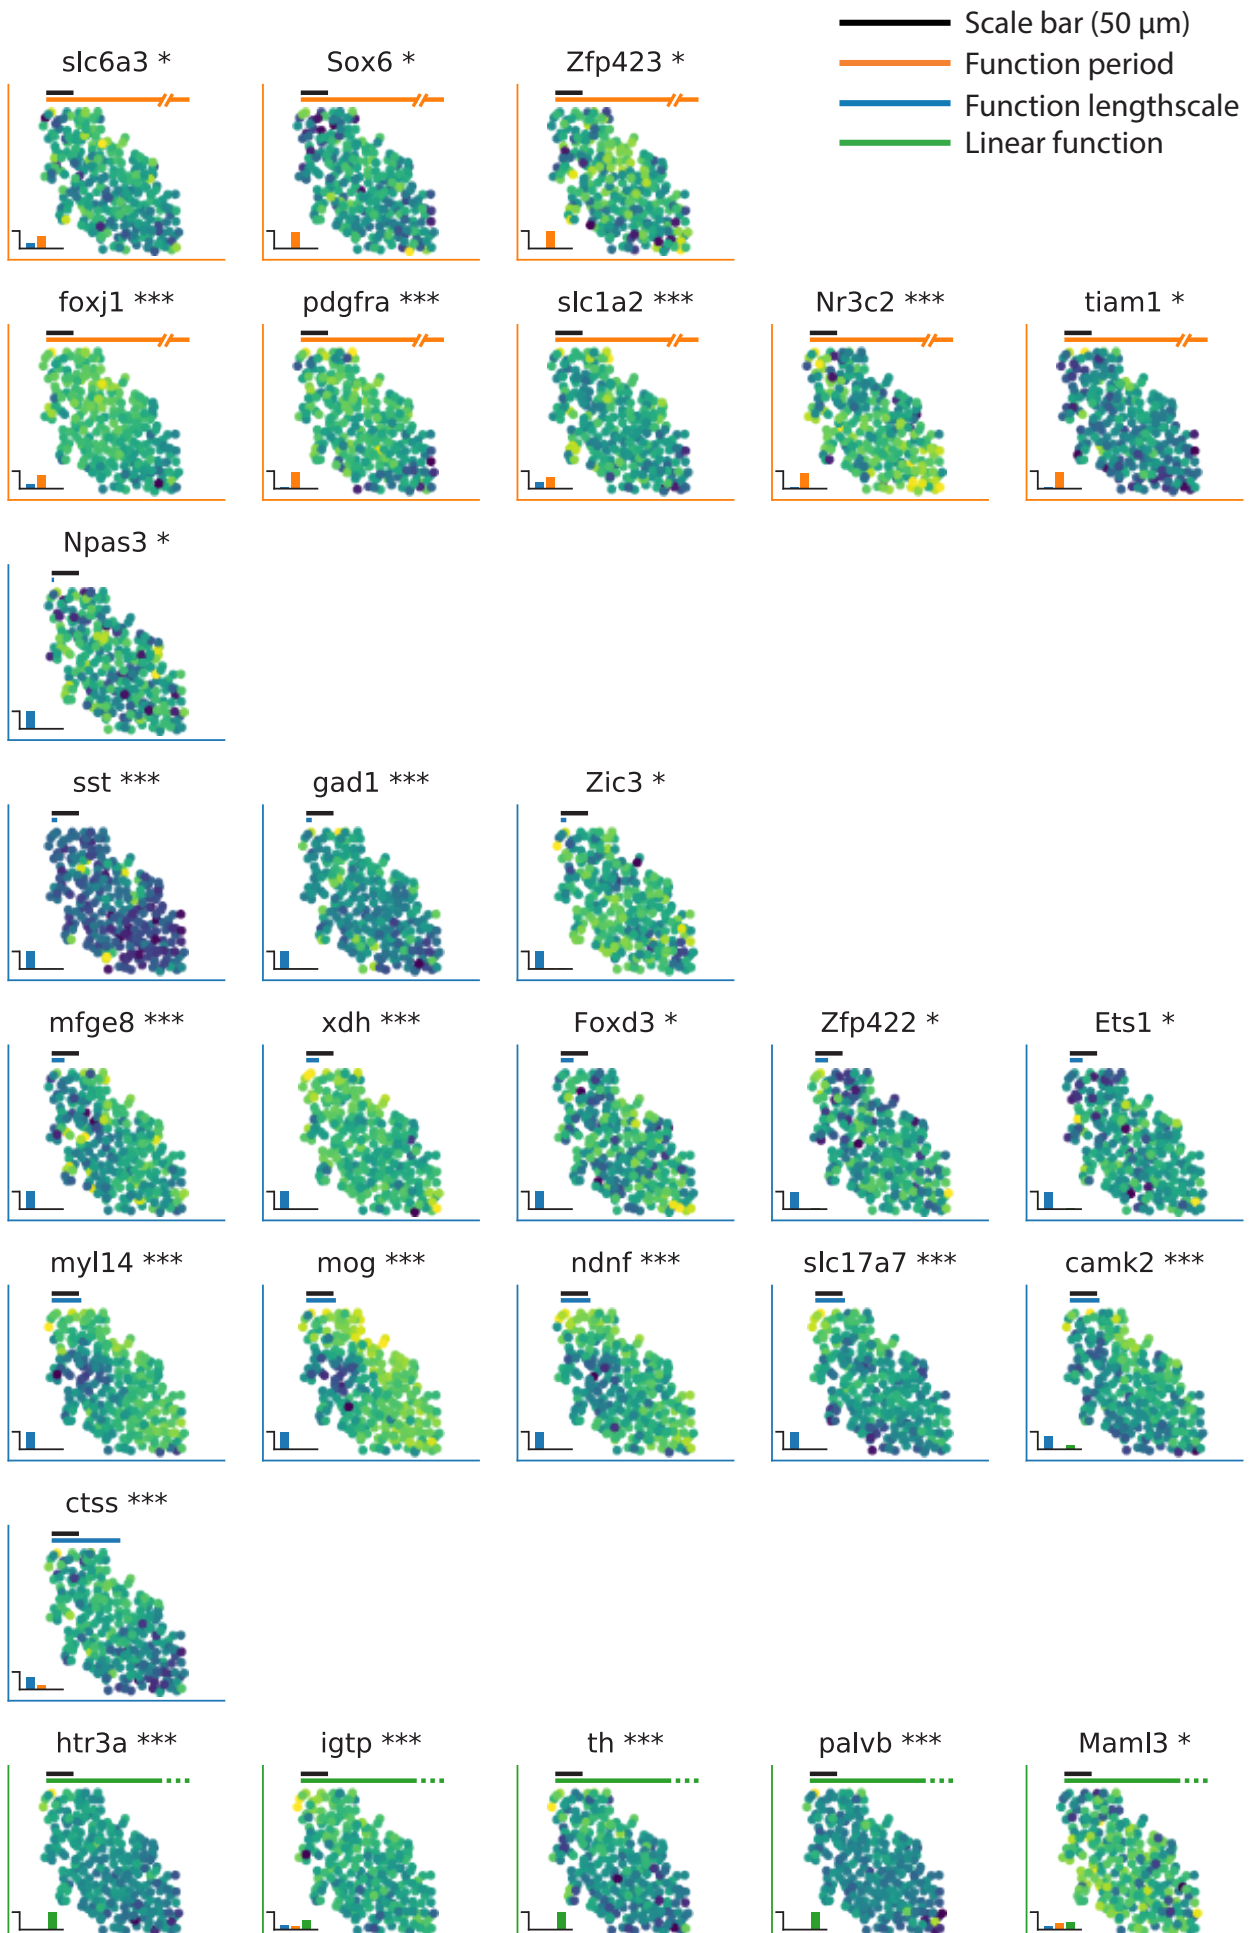 Scale bar (50 μm)
Function period
Function lengthscale
Linear function
slc6a3 * Sox6 * Zfp423 *
foxj1 *** pdgfra *** slc1a2 *** Nr3c2 *** tiam1 *
Npas3 *
sst *** gad1 *** Zic3 *
mfge8 *** xdh *** Foxd3 * Zfp422 * Ets1 *
myl14 *** mog *** ndnf *** slc17a7 *** camk2 ***
ctss ***
htr3a *** igtp *** th *** palvb *** Maml3 *